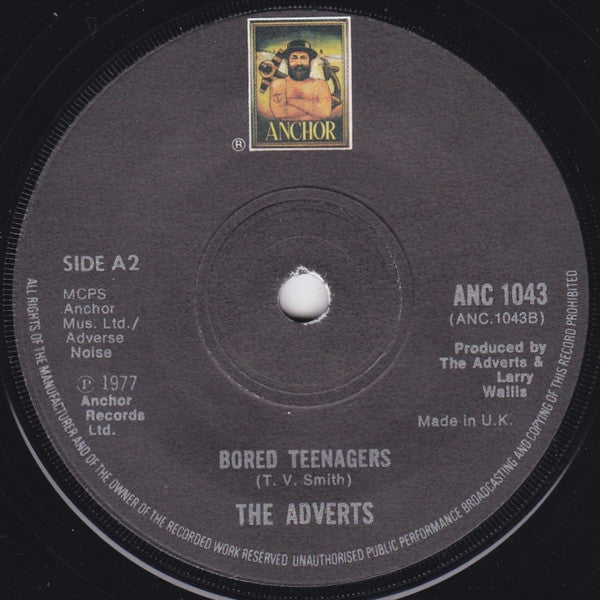 ANCHOR
®
SIDE A2
MCPS
Anchor
Mus. Ltd./
Adverse
Noise
℗ 1977
Anchor
Records
Ltd.
ANC 1043
(ANC.1043B)
Produced by
The Adverts &
Larry
Wallis
Made in U.K.
BORED TEENAGERS
(T. V. Smith)
THE ADVERTS
ALL RIGHTS OF THE MANUFACTURER AND OF THE OWNER OF THE RECORDED WORK RESERVED UNAUTHORISED PUBLIC PERFORMANCE BROADCASTING AND COPYING OF THIS RECORD PROHIBITED